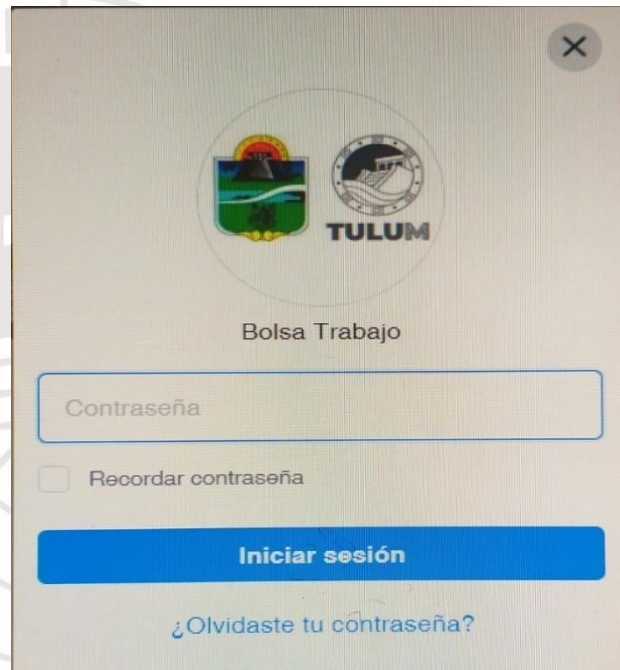 TULUM
Bolsa Trabajo
Contraseña
Recordar contraseña
Iniciar sesión
¿Olvidaste tu contraseña?